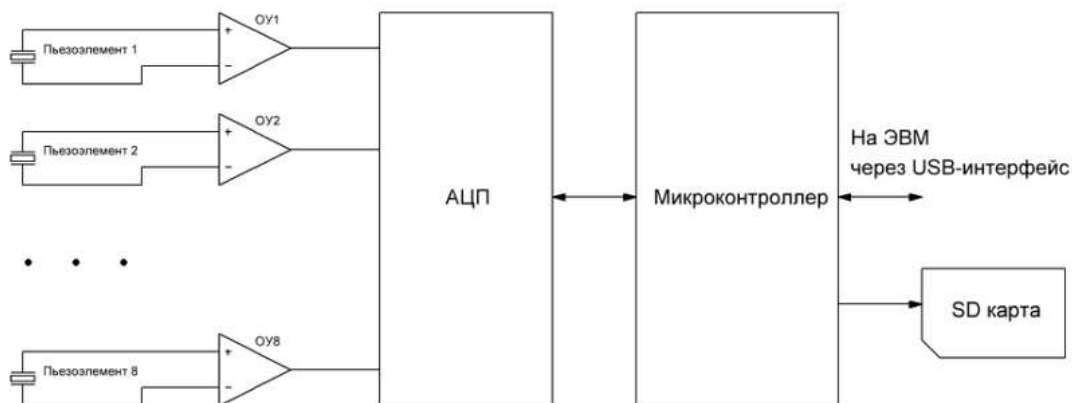 ОУ1
+
Пьезоэлемент 1
−
ОУ2
+
Пьезоэлемент 2
−
АЦП
Микроконтроллер
На ЭВМ
через USB-интерфейс
SD карта
ОУ8
+
Пьезоэлемент 8
−